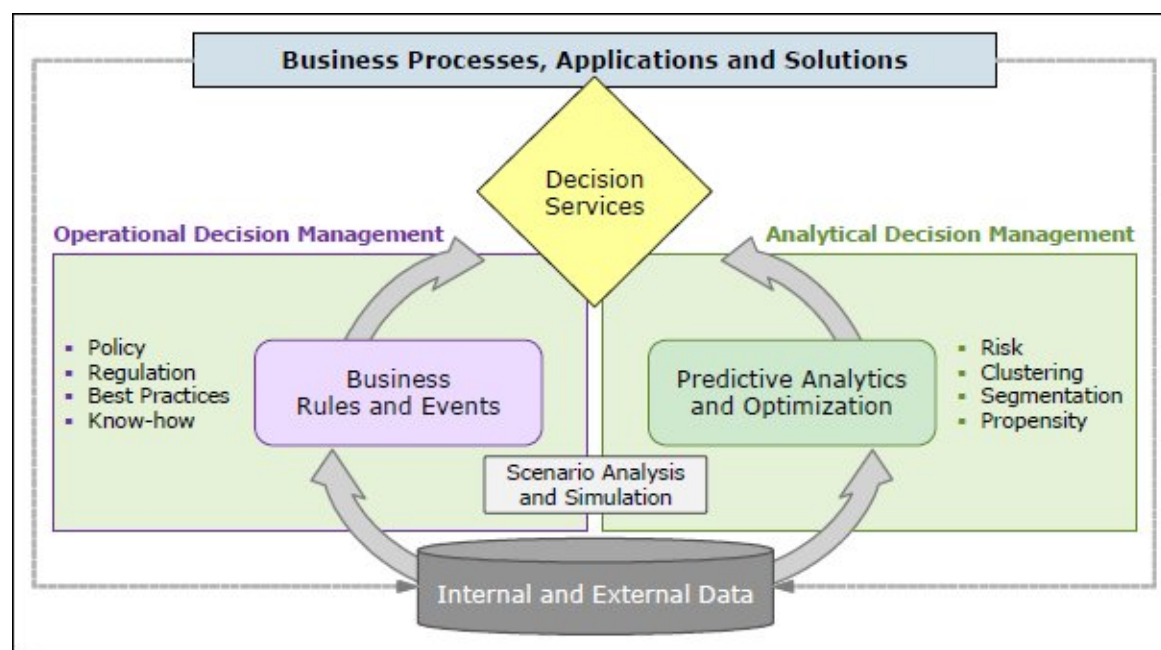 Business Processes, Applications and Solutions
Decision
Services
Operational Decision Management
Analytical Decision Management
▪ Policy
▪ Regulation
▪ Best Practices
▪ Know-how
Business
Rules and Events
Predictive Analytics
and Optimization
▪ Risk
▪ Clustering
▪ Segmentation
▪ Propensity
Scenario Analysis
and Simulation
Internal and External Data